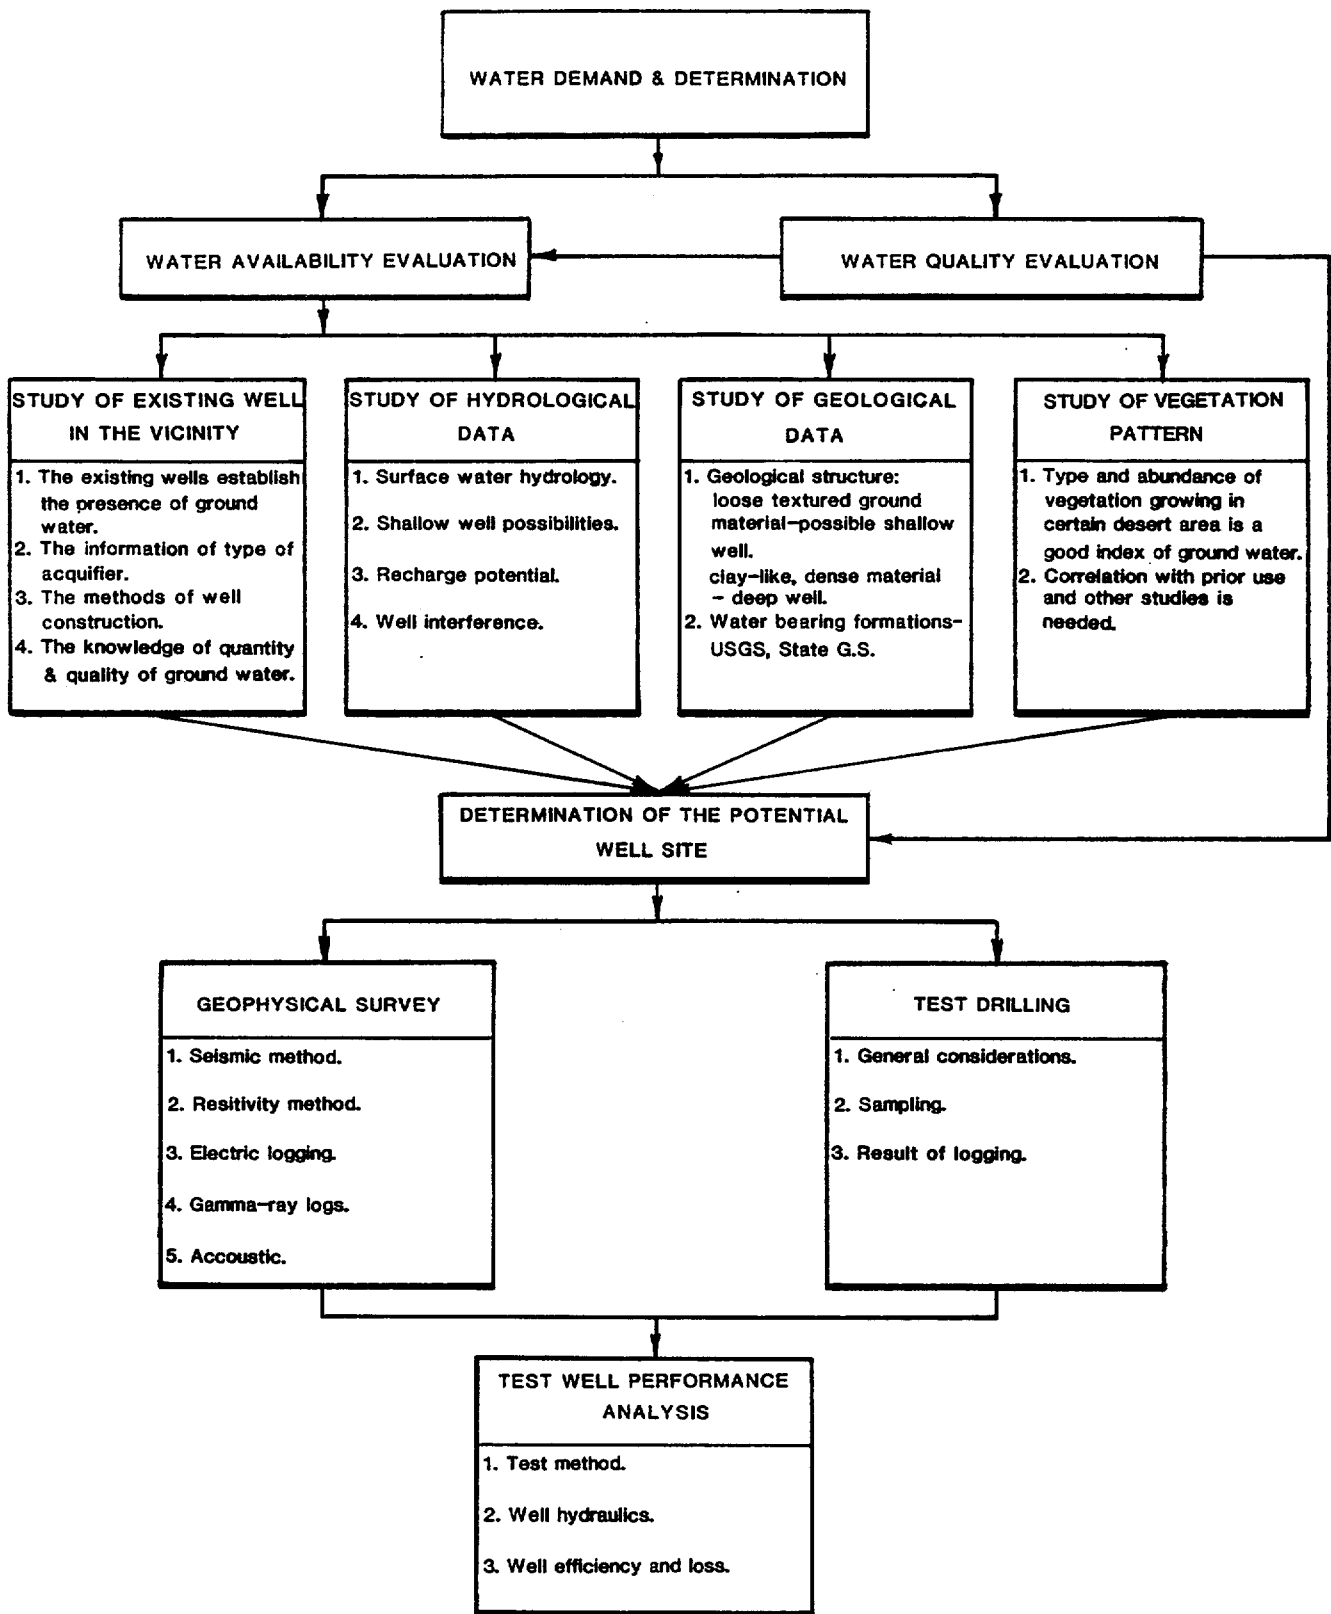 WATER DEMAND & DETERMINATION
WATER AVAILABILITY EVALUATION
WATER QUALITY EVALUATION
STUDY OF EXISTING WELL
IN THE VICINITY
1. The existing wells establish
the presence of ground
water.
2. The information of type of
acquifier.
3. The methods of well
construction.
4. The knowledge of quantity
& quality of ground water.
STUDY OF HYDROLOGICAL
DATA
1. Surface water hydrology.
2. Shallow well possibilities.
3. Recharge potential.
4. Well interference.
STUDY OF GEOLOGICAL
DATA
1. Geological structure:
loose textured ground
material-possible shallow
well.
clay-like, dense material
- deep well.
2. Water bearing formations-
USGS, State G.S.
STUDY OF VEGETATION
PATTERN
1. Type and abundance of
vegetation growing in
certain desert area is a
good index of ground water.
2. Correlation with prior use
and other studies is
needed.
DETERMINATION OF THE POTENTIAL
WELL SITE
GEOPHYSICAL SURVEY
1. Seismic method.
2. Resitivity method.
3. Electric logging.
4. Gamma-ray logs.
5. Accoustic.
TEST DRILLING
1. General considerations.
2. Sampling.
3. Result of logging.
TEST WELL PERFORMANCE
ANALYSIS
1. Test method.
2. Well hydraulics.
3. Well efficiency and loss.